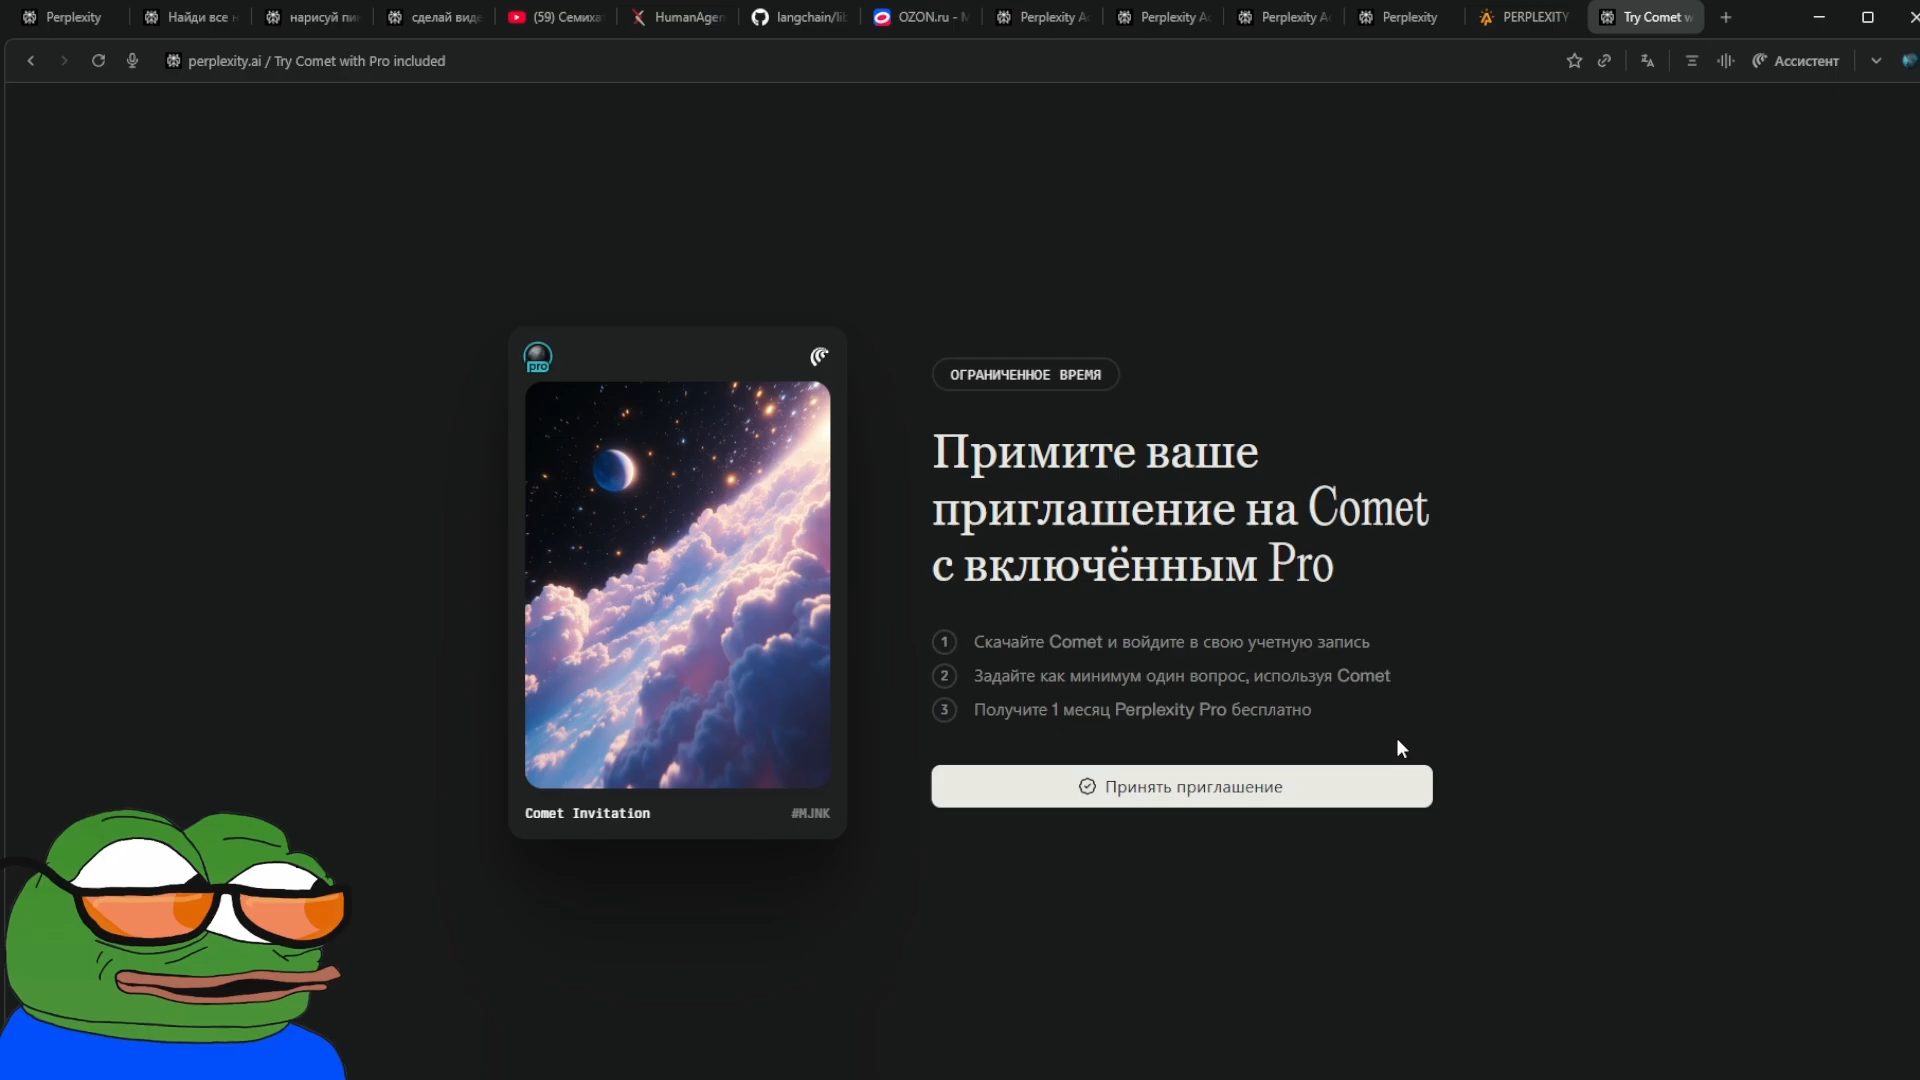 Perplexity
Найди все
нарисуй
сделай виде
(59) Семиха
HumanAgen
langchain/li
OZON.ru -
Perplexity A
Perplexity A
Perplexity A
Perplexity
PERPLEXITY
Try Comet w
perplexity.ai / Try Comet with Pro included
Ассистент
pro
ОГРАНИЧЕННОЕ ВРЕМЯ
Примите ваше
приглашение на Comet
с включённым Pro
1 Скачайте Comet и войдите в свою учетную запись
2 Задайте как минимум один вопрос, используя Comet
3 Получите 1 месяц Perplexity Pro бесплатно
Принять приглашение
Comet Invitation
#MJNK